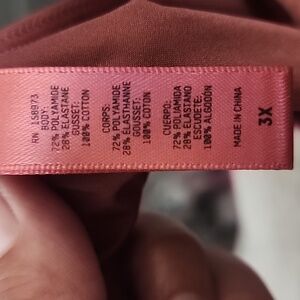 RN 158973
BODY:
72% POLYAMIDE
28% ELASTANE
GUSSET:
100% COTTON
CORPS:
72% POLYAMIDE
28% ELASTHANNE
GOUSSET:
100% COTON
CUERPO:
72% POLIAMIDA
28% ELASTANO
ESCUDETE:
100% ALGODÓN
MADE IN CHINA
3X